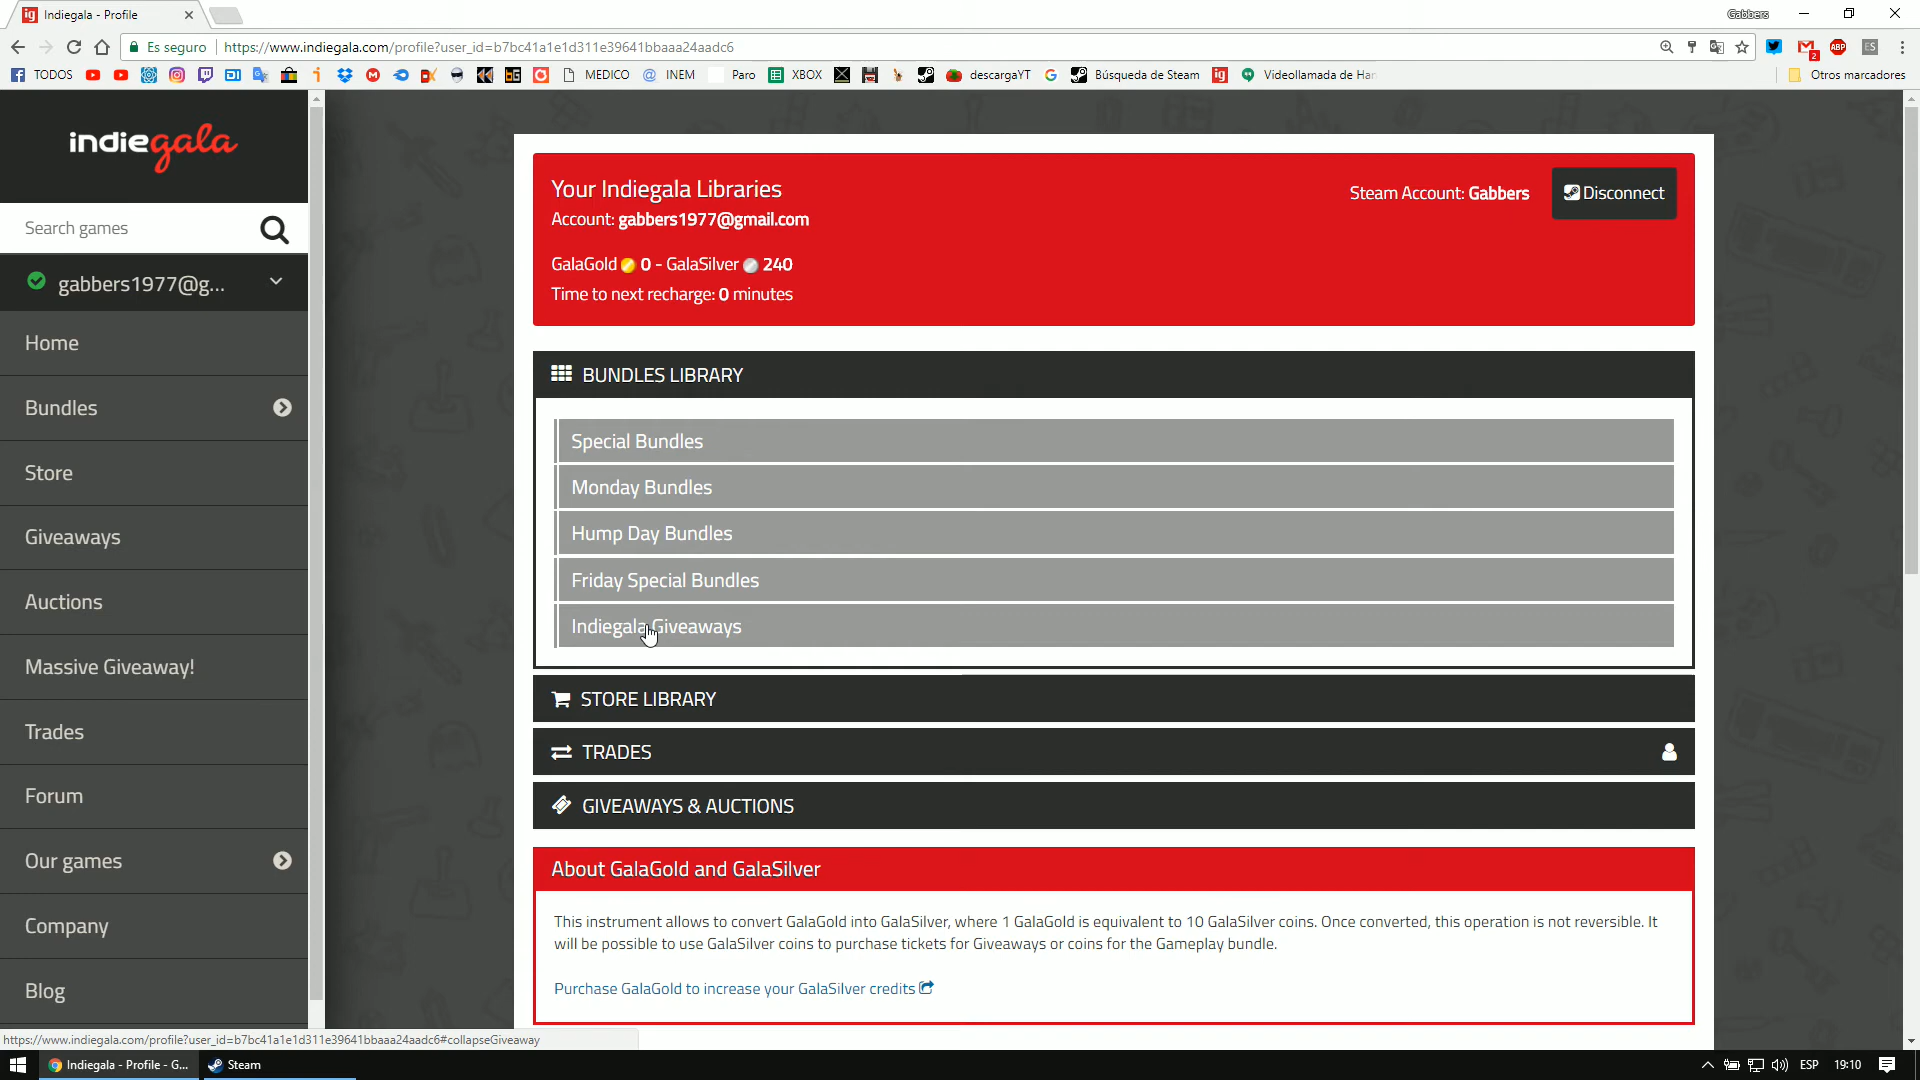 Indiegala - Profile
Gabbers
Es seguro
https://www.indiegala.com/profile?user_id=b7bc41a1e1d311e39641bbaaa24aadc6
TODOS
MEDICO
INEM
Paro
XBOX
descargaYT
Búsqueda de Steam
Videollamada de Han
Otros marcadores
indiegala
Search games
gabbers1977@g...
Home
Bundles
Store
Giveaways
Auctions
Massive Giveaway!
Trades
Forum
Our games
Company
Blog
Your Indiegala Libraries
Account: gabbers1977@gmail.com
GalaGold 0 - GalaSilver 240
Time to next recharge: 0 minutes
Steam Account: Gabbers
Disconnect
BUNDLES LIBRARY
Special Bundles
Monday Bundles
Hump Day Bundles
Friday Special Bundles
Indiegala Giveaways
STORE LIBRARY
TRADES
GIVEAWAYS & AUCTIONS
About GalaGold and GalaSilver
This instrument allows to convert GalaGold into GalaSilver, where 1 GalaGold is equivalent to 10 GalaSilver coins. Once converted, this operation is not reversible. It
will be possible to use GalaSilver coins to purchase tickets for Giveaways or coins for the Gameplay bundle.
Purchase GalaGold to increase your GalaSilver credits
https://www.indiegala.com/profile?user_id=b7bc41a1e1d311e39641bbaaa24aadc6#collapseGiveaway
Indiegala - Profile - G...
Steam
ESP
19:10